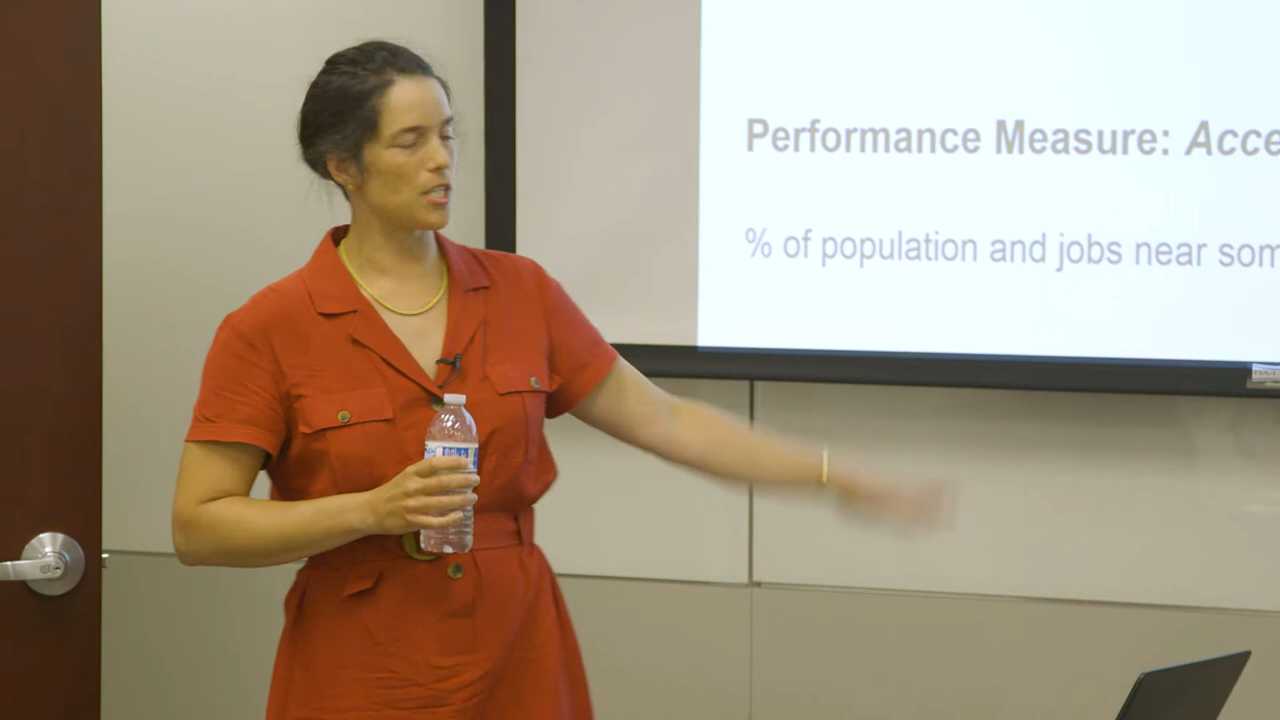 Performance Measure: Acce
% of population and jobs near som